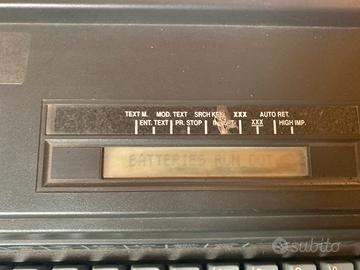 TEXT M. MOD. TEXT SRCH KEY XXX AUTO RET.
ENT. TEXT PR. STOP XXX HIGH IMP.
BATTERIES RUN OUT
subito